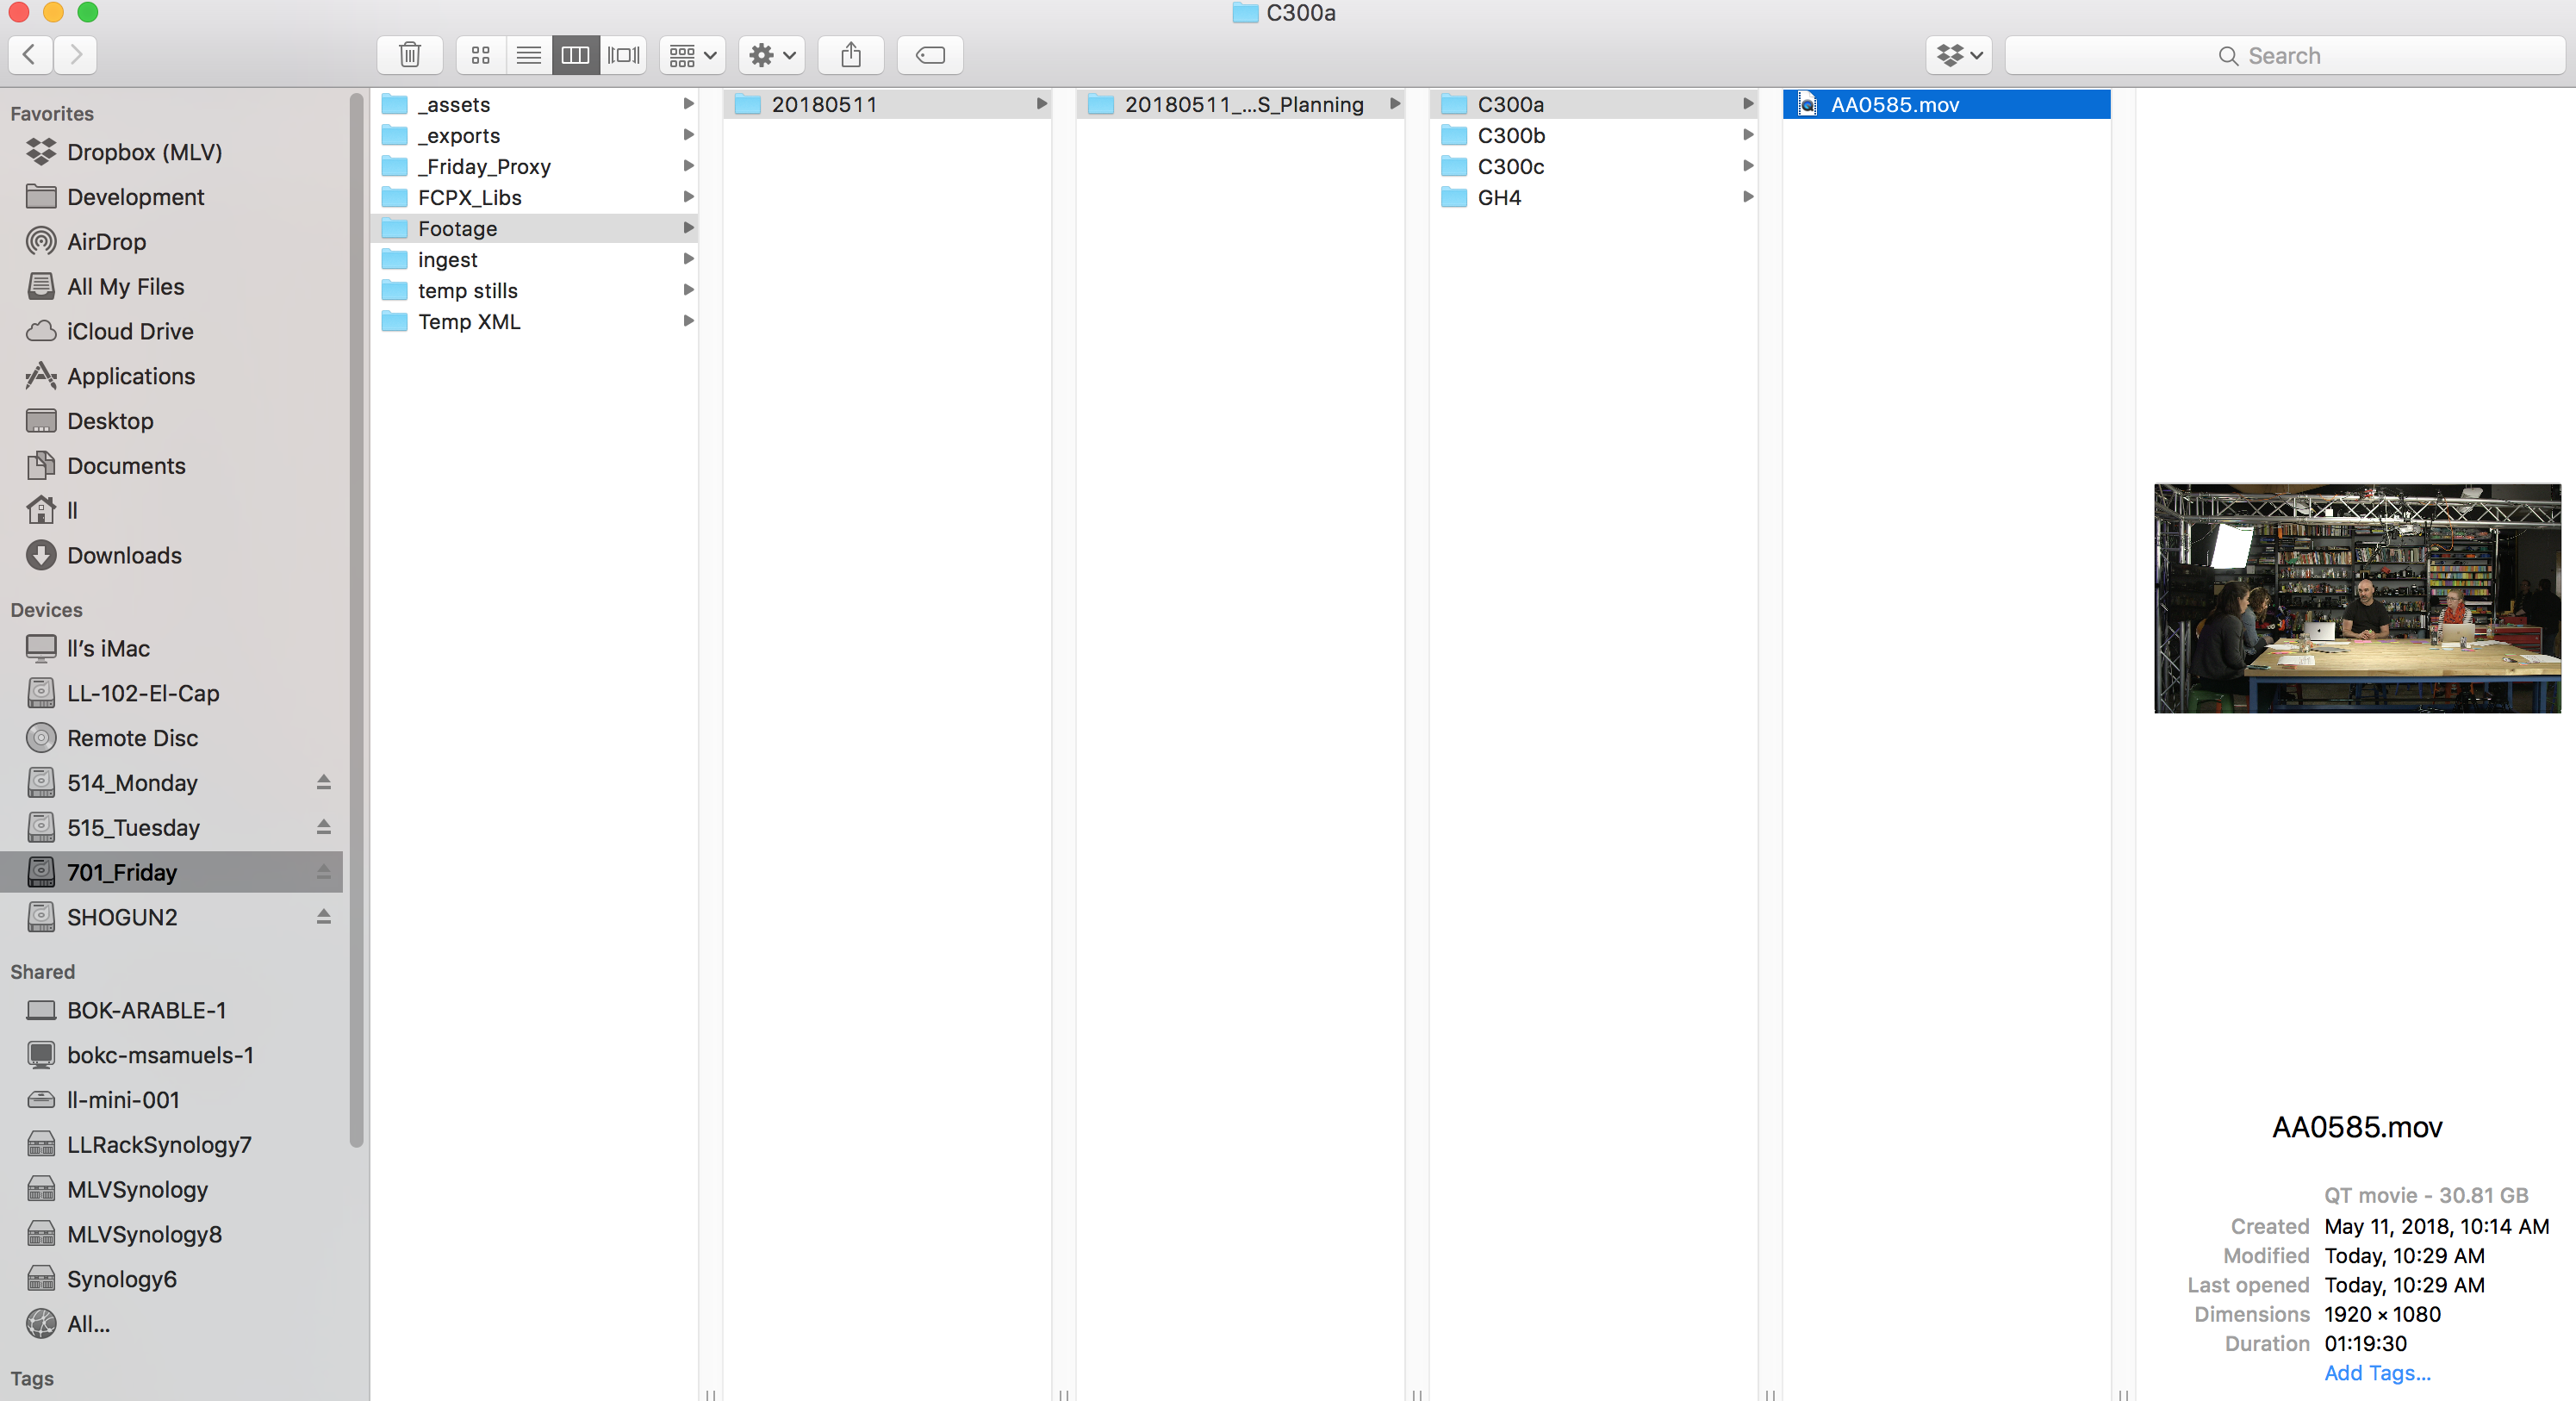 C300a
Search
Favorites
Dropbox (MLV)
Development
AirDrop
All My Files
iCloud Drive
Applications
Desktop
Documents
ll
Downloads
Devices
ll's iMac
LL-102-El-Cap
Remote Disc
514_Monday
515_Tuesday
701_Friday
SHOGUN2
Shared
BOK-ARABLE-1
bokc-msamuels-1
ll-mini-001
LLRackSynology7
MLVSynology
MLVSynology8
Synology6
All...
Tags
_assets
_exports
_Friday_Proxy
FCPX_Libs
Footage
ingest
temp stills
Temp XML
20180511
20180511_...S_Planning
C300a
C300b
C300c
GH4
AA0585.mov
AA0585.mov
QT movie - 30.81 GB
Created May 11, 2018, 10:14 AM
Modified Today, 10:29 AM
Last opened Today, 10:29 AM
Dimensions 1920 × 1080
Duration 01:19:30
Add Tags...